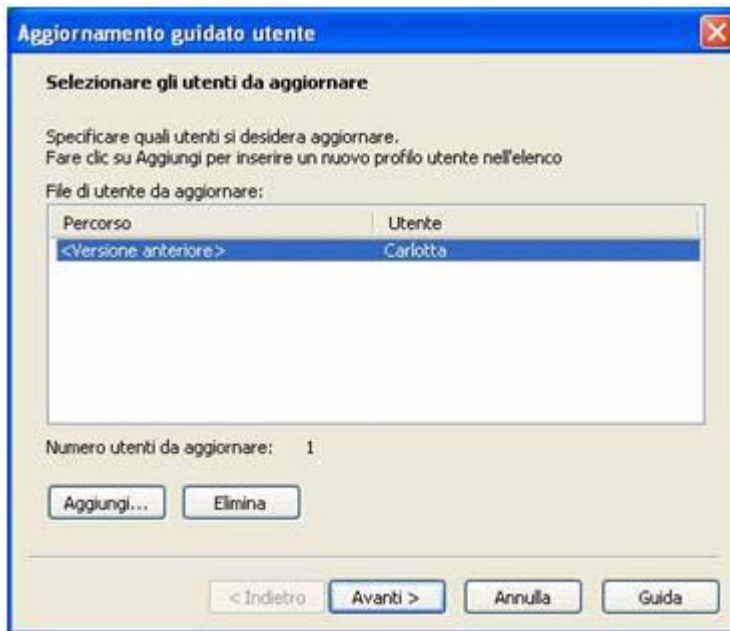 Aggiornamento guidato utente
Selezionare gli utenti da aggiornare
Specificare quali utenti si desidera aggiornare.
Fare clic su Aggiungi per inserire un nuovo profilo utente nell'elenco
File di utente da aggiornare:
Percorso Utente
<Versione anteriore> Carlotta
Numero utenti da aggiornare: 1
Aggiungi... Elimina
< Indietro Avanti > Annulla Guida